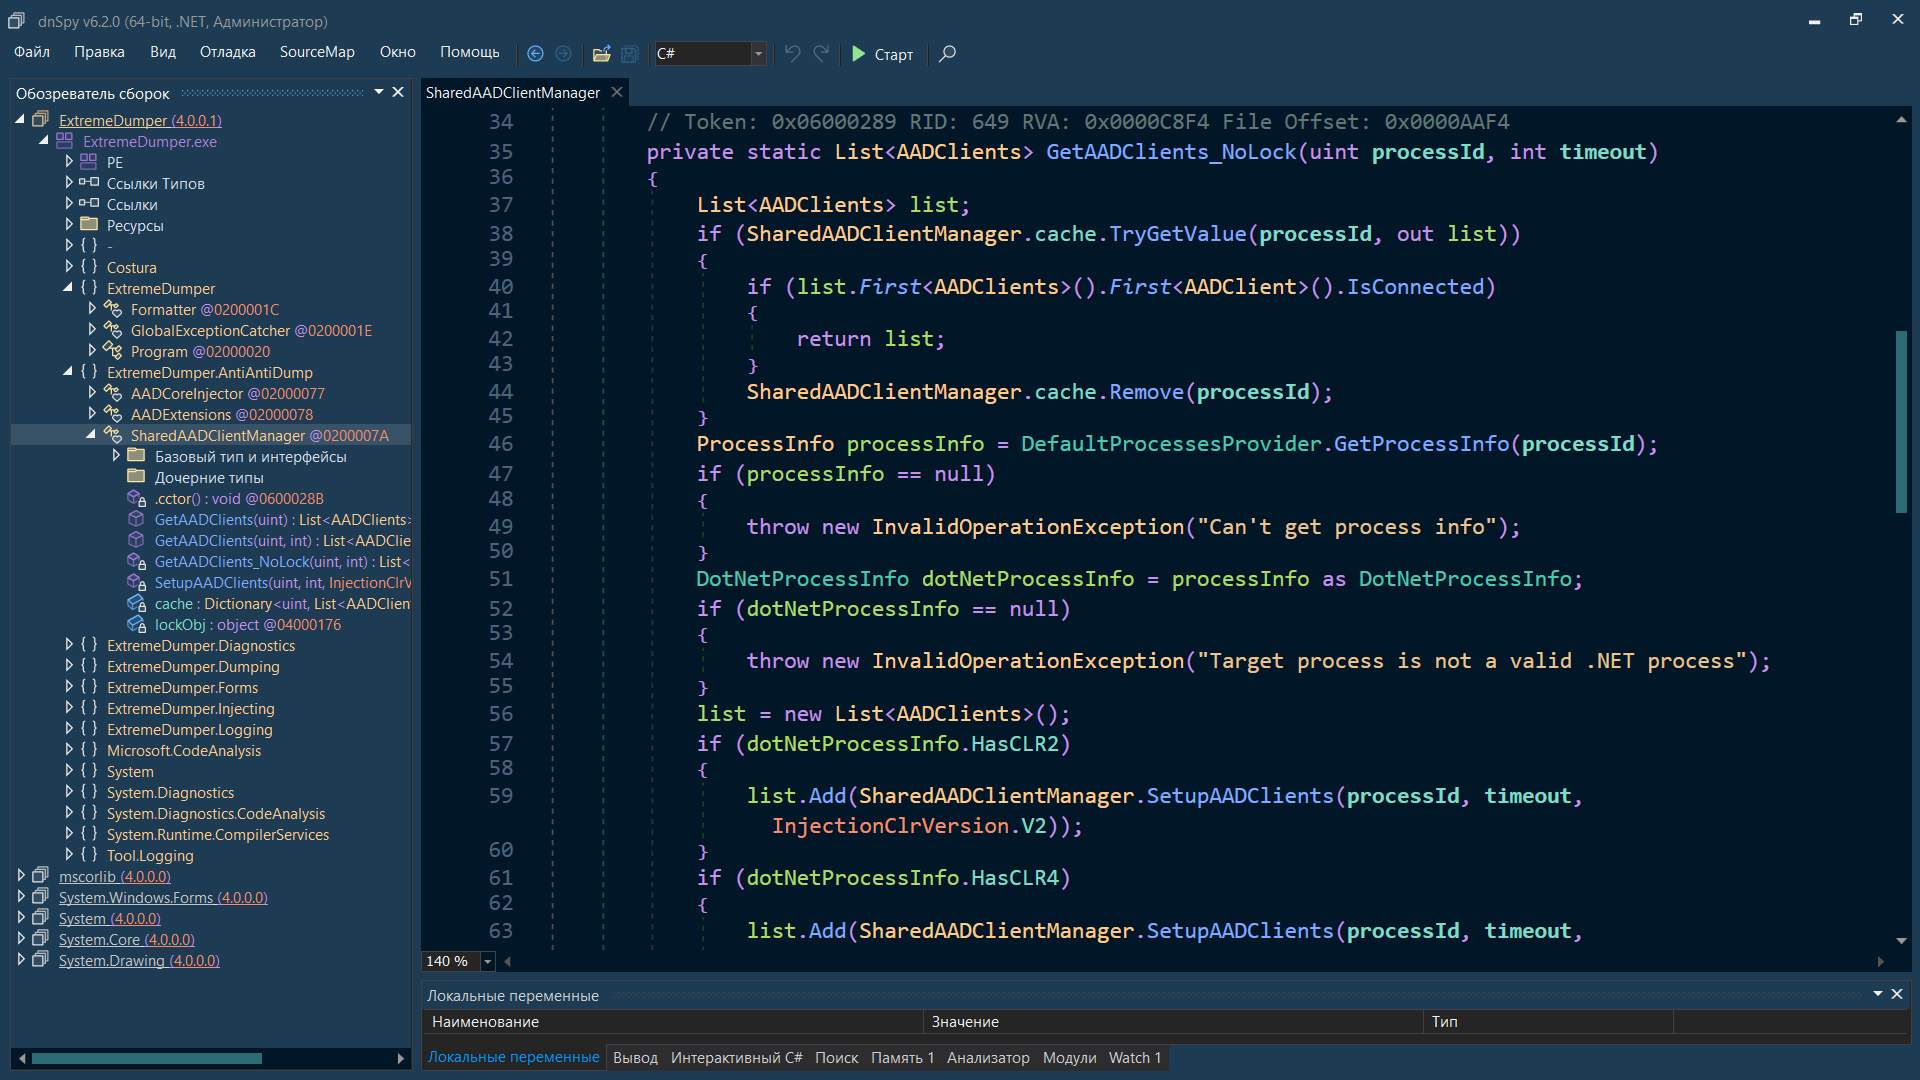 dnSpy v6.2.0 (64-bit, .NET, Администратор)
Файл Правка Вид Отладка SourceMap Окно Помощь C# Старт
Обозреватель сборок
ExtremeDumper (4.0.0.1)
ExtremeDumper.exe
PE
Ссылки Типов
Ссылки
Ресурсы
{ } -
{ } Costura
{ } ExtremeDumper
Formatter @0200001C
GlobalExceptionCatcher @0200001E
Program @02000020
{ } ExtremeDumper.AntiAntiDump
AADCoreInjector @02000077
AADExtensions @02000078
SharedAADClientManager @0200007A
Базовый тип и интерфейсы
Дочерние типы
.cctor() : void @0600028B
GetAADClients(uint) : List<AADClients>
GetAADClients(uint, int) : List<AADClie
GetAADClients_NoLock(uint, int) : List<
SetupAADClients(uint, int, InjectionClrV
cache : Dictionary<uint, List<AADClien
lockObj : object @04000176
{ } ExtremeDumper.Diagnostics
{ } ExtremeDumper.Dumping
{ } ExtremeDumper.Forms
{ } ExtremeDumper.Injecting
{ } ExtremeDumper.Logging
{ } Microsoft.CodeAnalysis
{ } System
{ } System.Diagnostics
{ } System.Diagnostics.CodeAnalysis
{ } System.Runtime.CompilerServices
{ } Tool.Logging
mscorlib (4.0.0.0)
System.Windows.Forms (4.0.0.0)
System (4.0.0.0)
System.Core (4.0.0.0)
System.Drawing (4.0.0.0)
SharedAADClientManager
34 // Token: 0x06000289 RID: 649 RVA: 0x0000C8F4 File Offset: 0x0000AAF4
35 private static List<AADClients> GetAADClients_NoLock(uint processId, int timeout)
36 {
37 List<AADClients> list;
38 if (SharedAADClientManager.cache.TryGetValue(processId, out list))
39 {
40 if (list.First<AADClients>().First<AADClient>().IsConnected)
41 {
42 return list;
43 }
44 SharedAADClientManager.cache.Remove(processId);
45 }
46 ProcessInfo processInfo = DefaultProcessesProvider.GetProcessInfo(processId);
47 if (processInfo == null)
48 {
49 throw new InvalidOperationException("Can't get process info");
50 }
51 DotNetProcessInfo dotNetProcessInfo = processInfo as DotNetProcessInfo;
52 if (dotNetProcessInfo == null)
53 {
54 throw new InvalidOperationException("Target process is not a valid .NET process");
55 }
56 list = new List<AADClients>();
57 if (dotNetProcessInfo.HasCLR2)
58 {
59 list.Add(SharedAADClientManager.SetupAADClients(processId, timeout,
InjectionClrVersion.V2));
60 }
61 if (dotNetProcessInfo.HasCLR4)
62 {
63 list.Add(SharedAADClientManager.SetupAADClients(processId, timeout,
140 %
Локальные переменные
Наименование Значение Тип
Локальные переменные Вывод Интерактивный C# Поиск Память 1 Анализатор Модули Watch 1